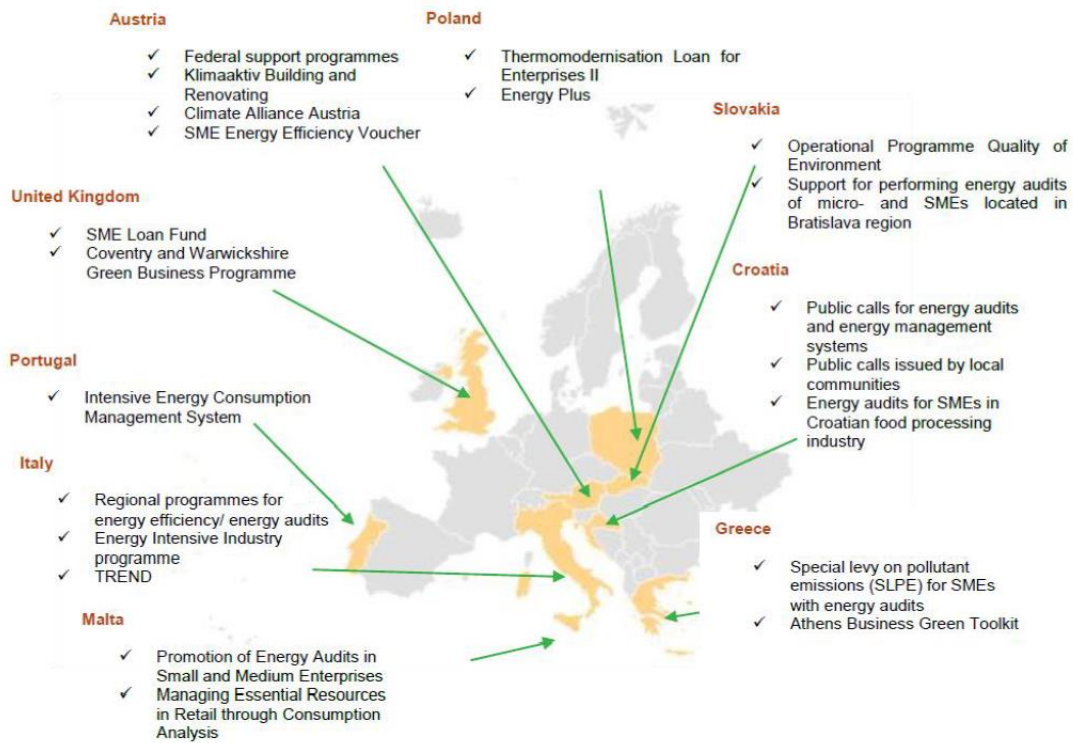 Austria
✓ Federal support programmes
✓ Klimaaktiv Building and
Renovating
✓ Climate Alliance Austria
✓ SME Energy Efficiency Voucher
Poland
✓ Thermomodernisation Loan for
Enterprises II
✓ Energy Plus
Slovakia
✓ Operational Programme Quality of
Environment
✓ Support for performing energy audits
of micro- and SMEs located in
Bratislava region
United Kingdom
✓ SME Loan Fund
✓ Coventry and Warwickshire
Green Business Programme
Croatia
✓ Public calls for energy audits
and energy management
systems
✓ Public calls issued by local
communities
✓ Energy audits for SMEs in
Croatian food processing
industry
Portugal
✓ Intensive Energy Consumption
Management System
Italy
✓ Regional programmes for
energy efficiency/ energy audits
✓ Energy Intensive Industry
programme
✓ TREND
Greece
✓ Special levy on pollutant
emissions (SLPE) for SMEs
with energy audits
✓ Athens Business Green Toolkit
Malta
✓ Promotion of Energy Audits in
Small and Medium Enterprises
✓ Managing Essential Resources
in Retail through Consumption
Analysis